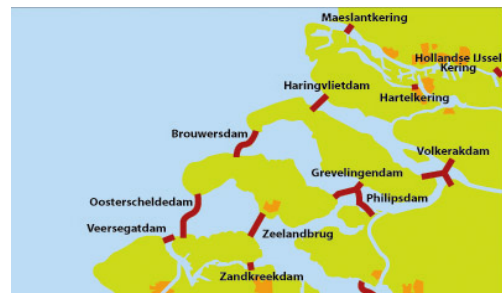 Maeslantkering
Hollandse IJssel
Kering
Haringvlietdam
Hartelkering
Brouwersdam
Volkerakdam
Grevelingendam
Oosterscheldedam
Philipsdam
Veersegatdam
Zeelandbrug
Zandkreekdam